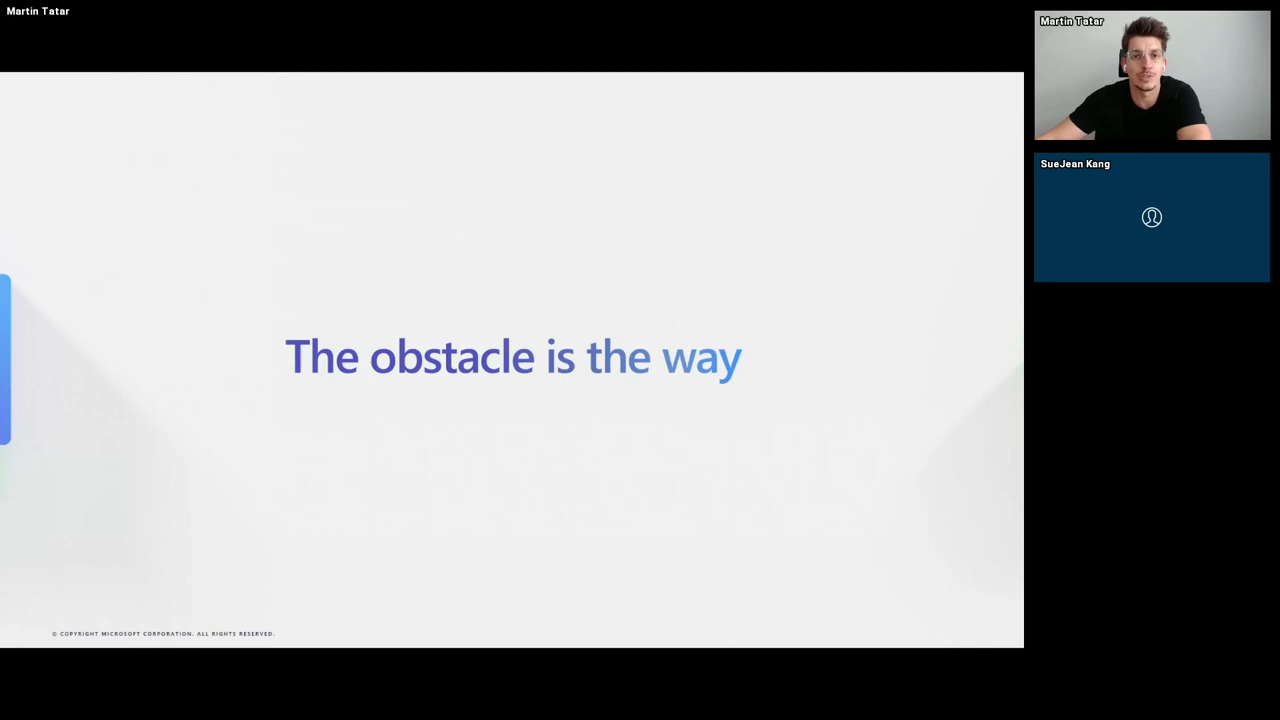 Martin Tatar
Martin Tatar
SueJean Kang
The obstacle is the way
© COPYRIGHT MICROSOFT CORPORATION. ALL RIGHTS RESERVED.